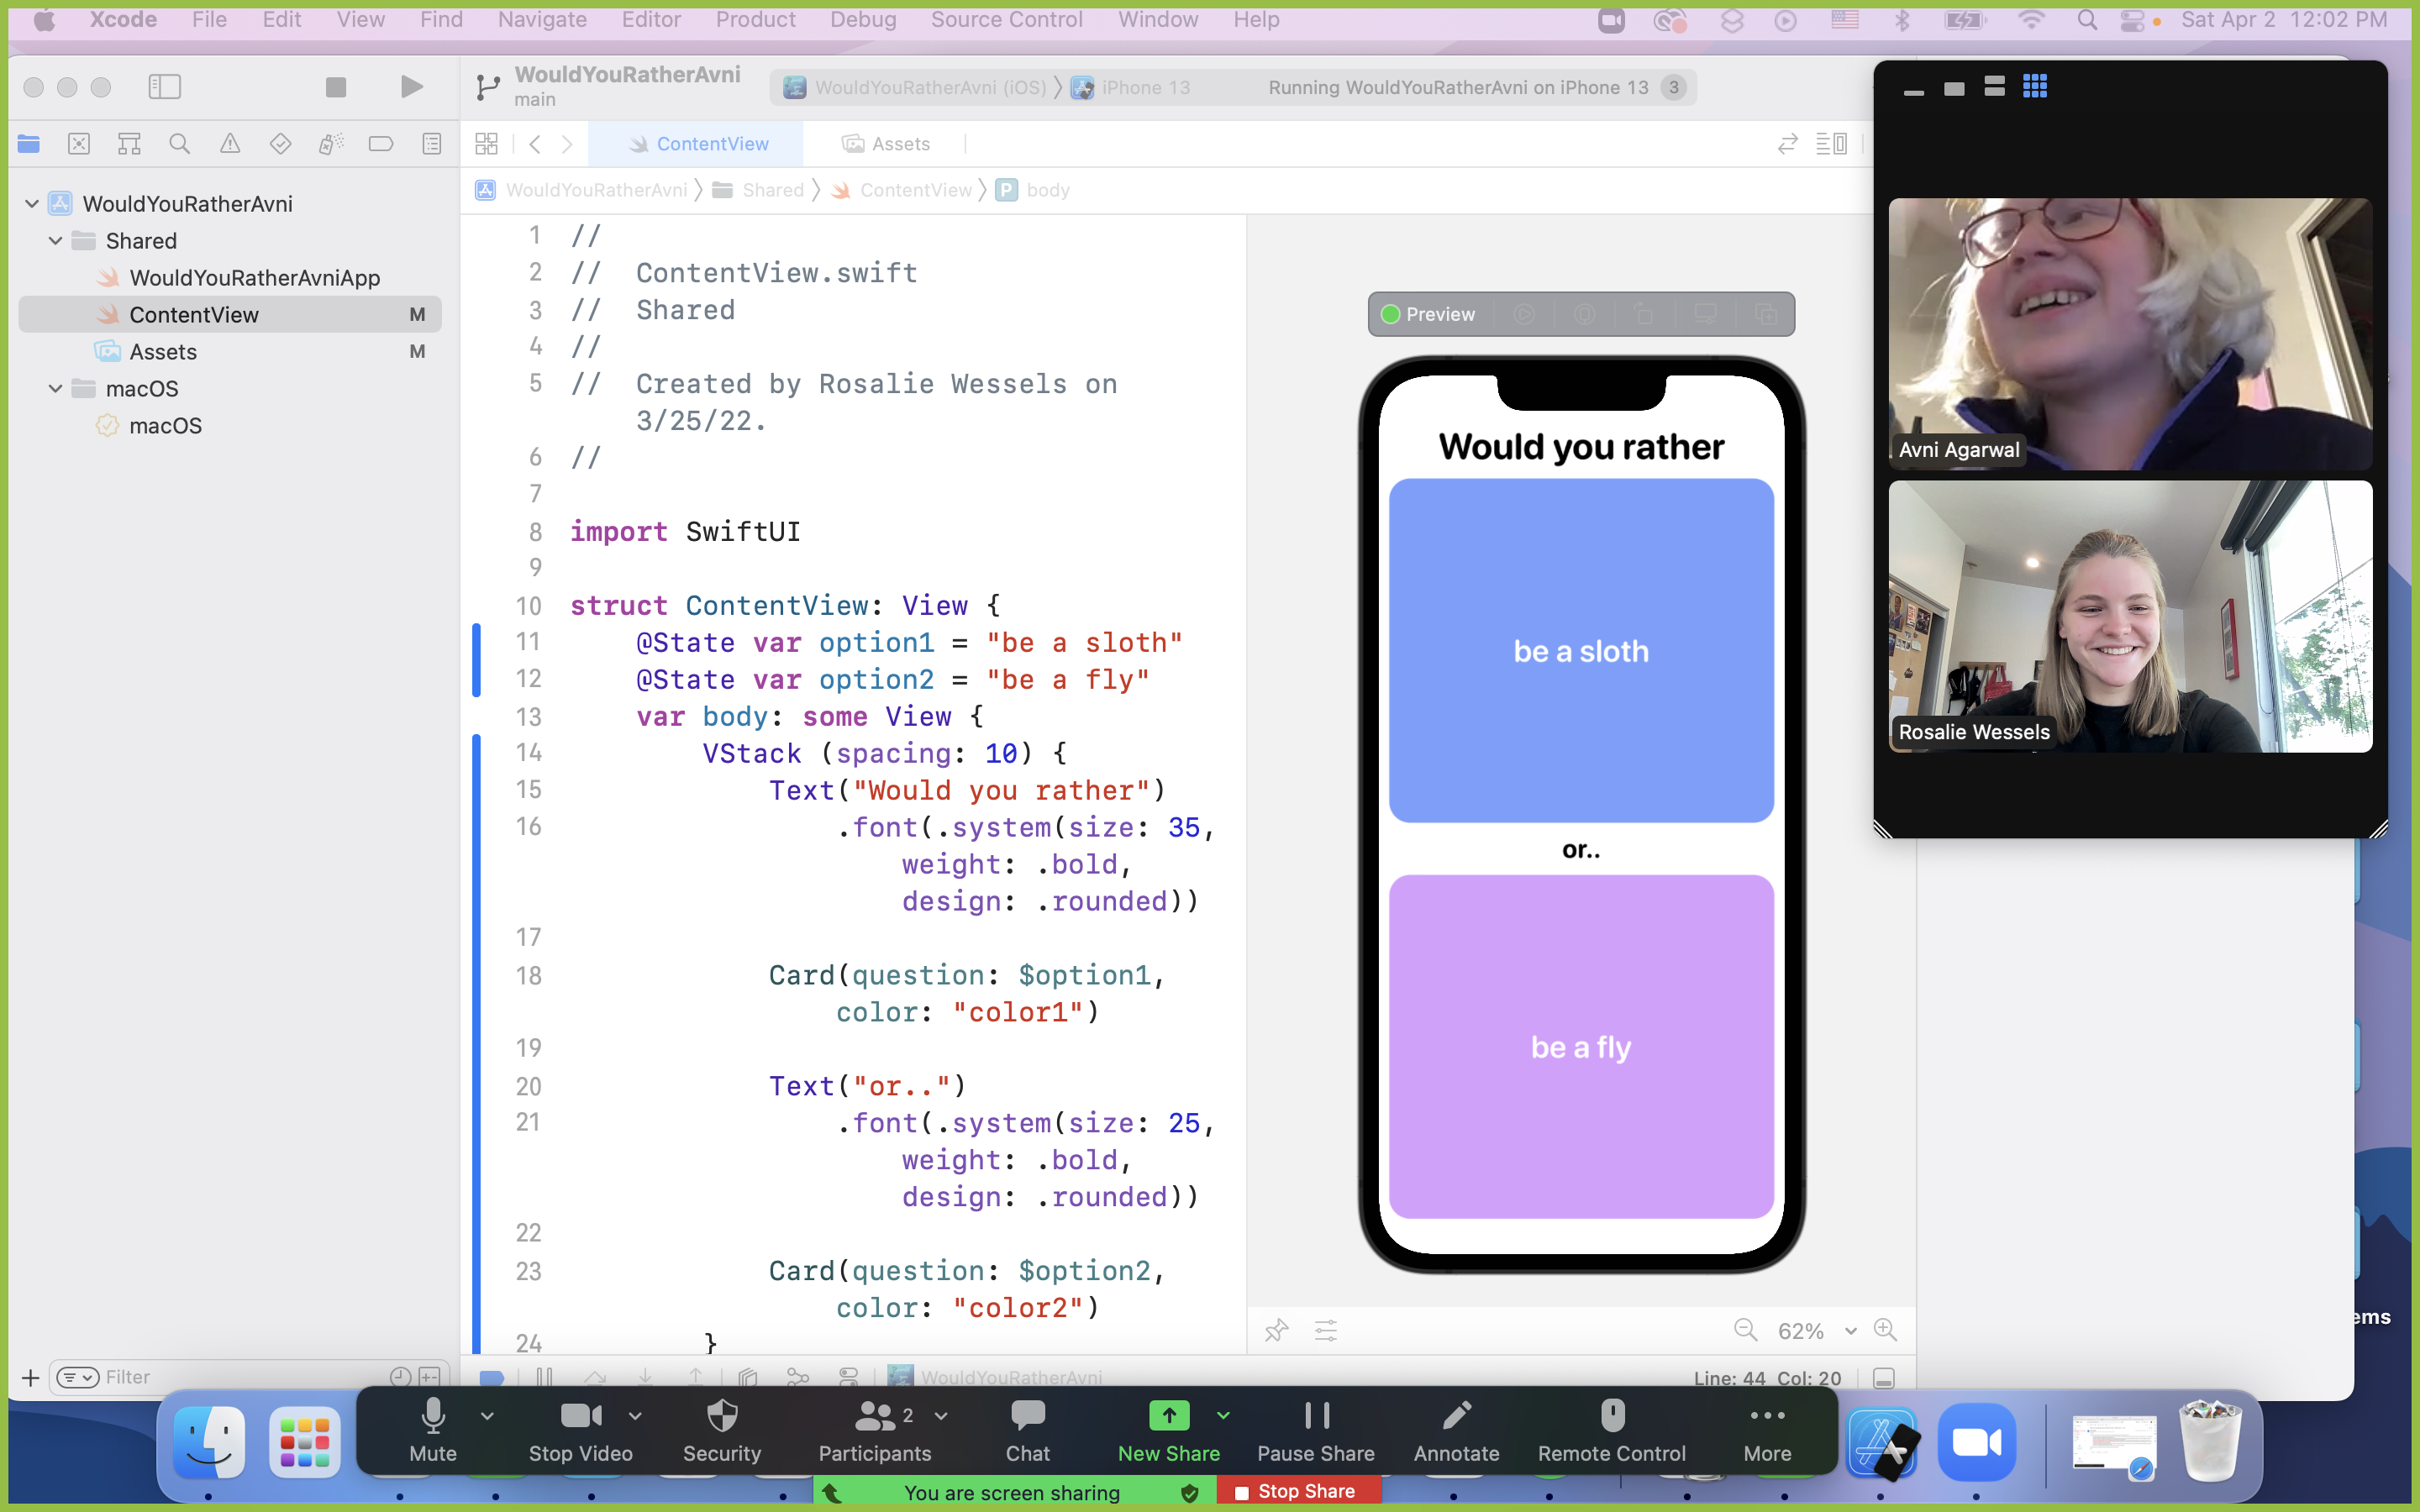 Xcode File Edit View Find Navigate Editor Product Debug Source Control Window Help Sat Apr 2 12:02 PM
WouldYouRatherAvni
main
WouldYouRatherAvni (iOS) iPhone 13 Running WouldYouRatherAvni on iPhone 13 3
ContentView Assets
WouldYouRatherAvni Shared ContentView P body
WouldYouRatherAvni
Shared
WouldYouRatherAvniApp
ContentView M
Assets M
macOS
macOS
Filter
1 //
2 //  ContentView.swift
3 //  Shared
4 //
5 //  Created by Rosalie Wessels on
3/25/22.
6 //
7
8 import SwiftUI
9
10 struct ContentView: View {
11 @State var option1 = "be a sloth"
12 @State var option2 = "be a fly"
13 var body: some View {
14 VStack (spacing: 10) {
15 Text("Would you rather")
16 .font(.system(size: 35,
weight: .bold,
design: .rounded))
17
18 Card(question: $option1,
color: "color1")
19
20 Text("or..")
21 .font(.system(size: 25,
weight: .bold,
design: .rounded))
22
23 Card(question: $option2,
color: "color2")
24 }
Preview
Would you rather
be a sloth
or..
be a fly
62%
WouldYouRatherAvni
Line: 44 Col: 20
Avni Agarwal
Rosalie Wessels
ems
Mute Stop Video Security Participants 2 Chat New Share Pause Share Annotate Remote Control More
You are screen sharing Stop Share